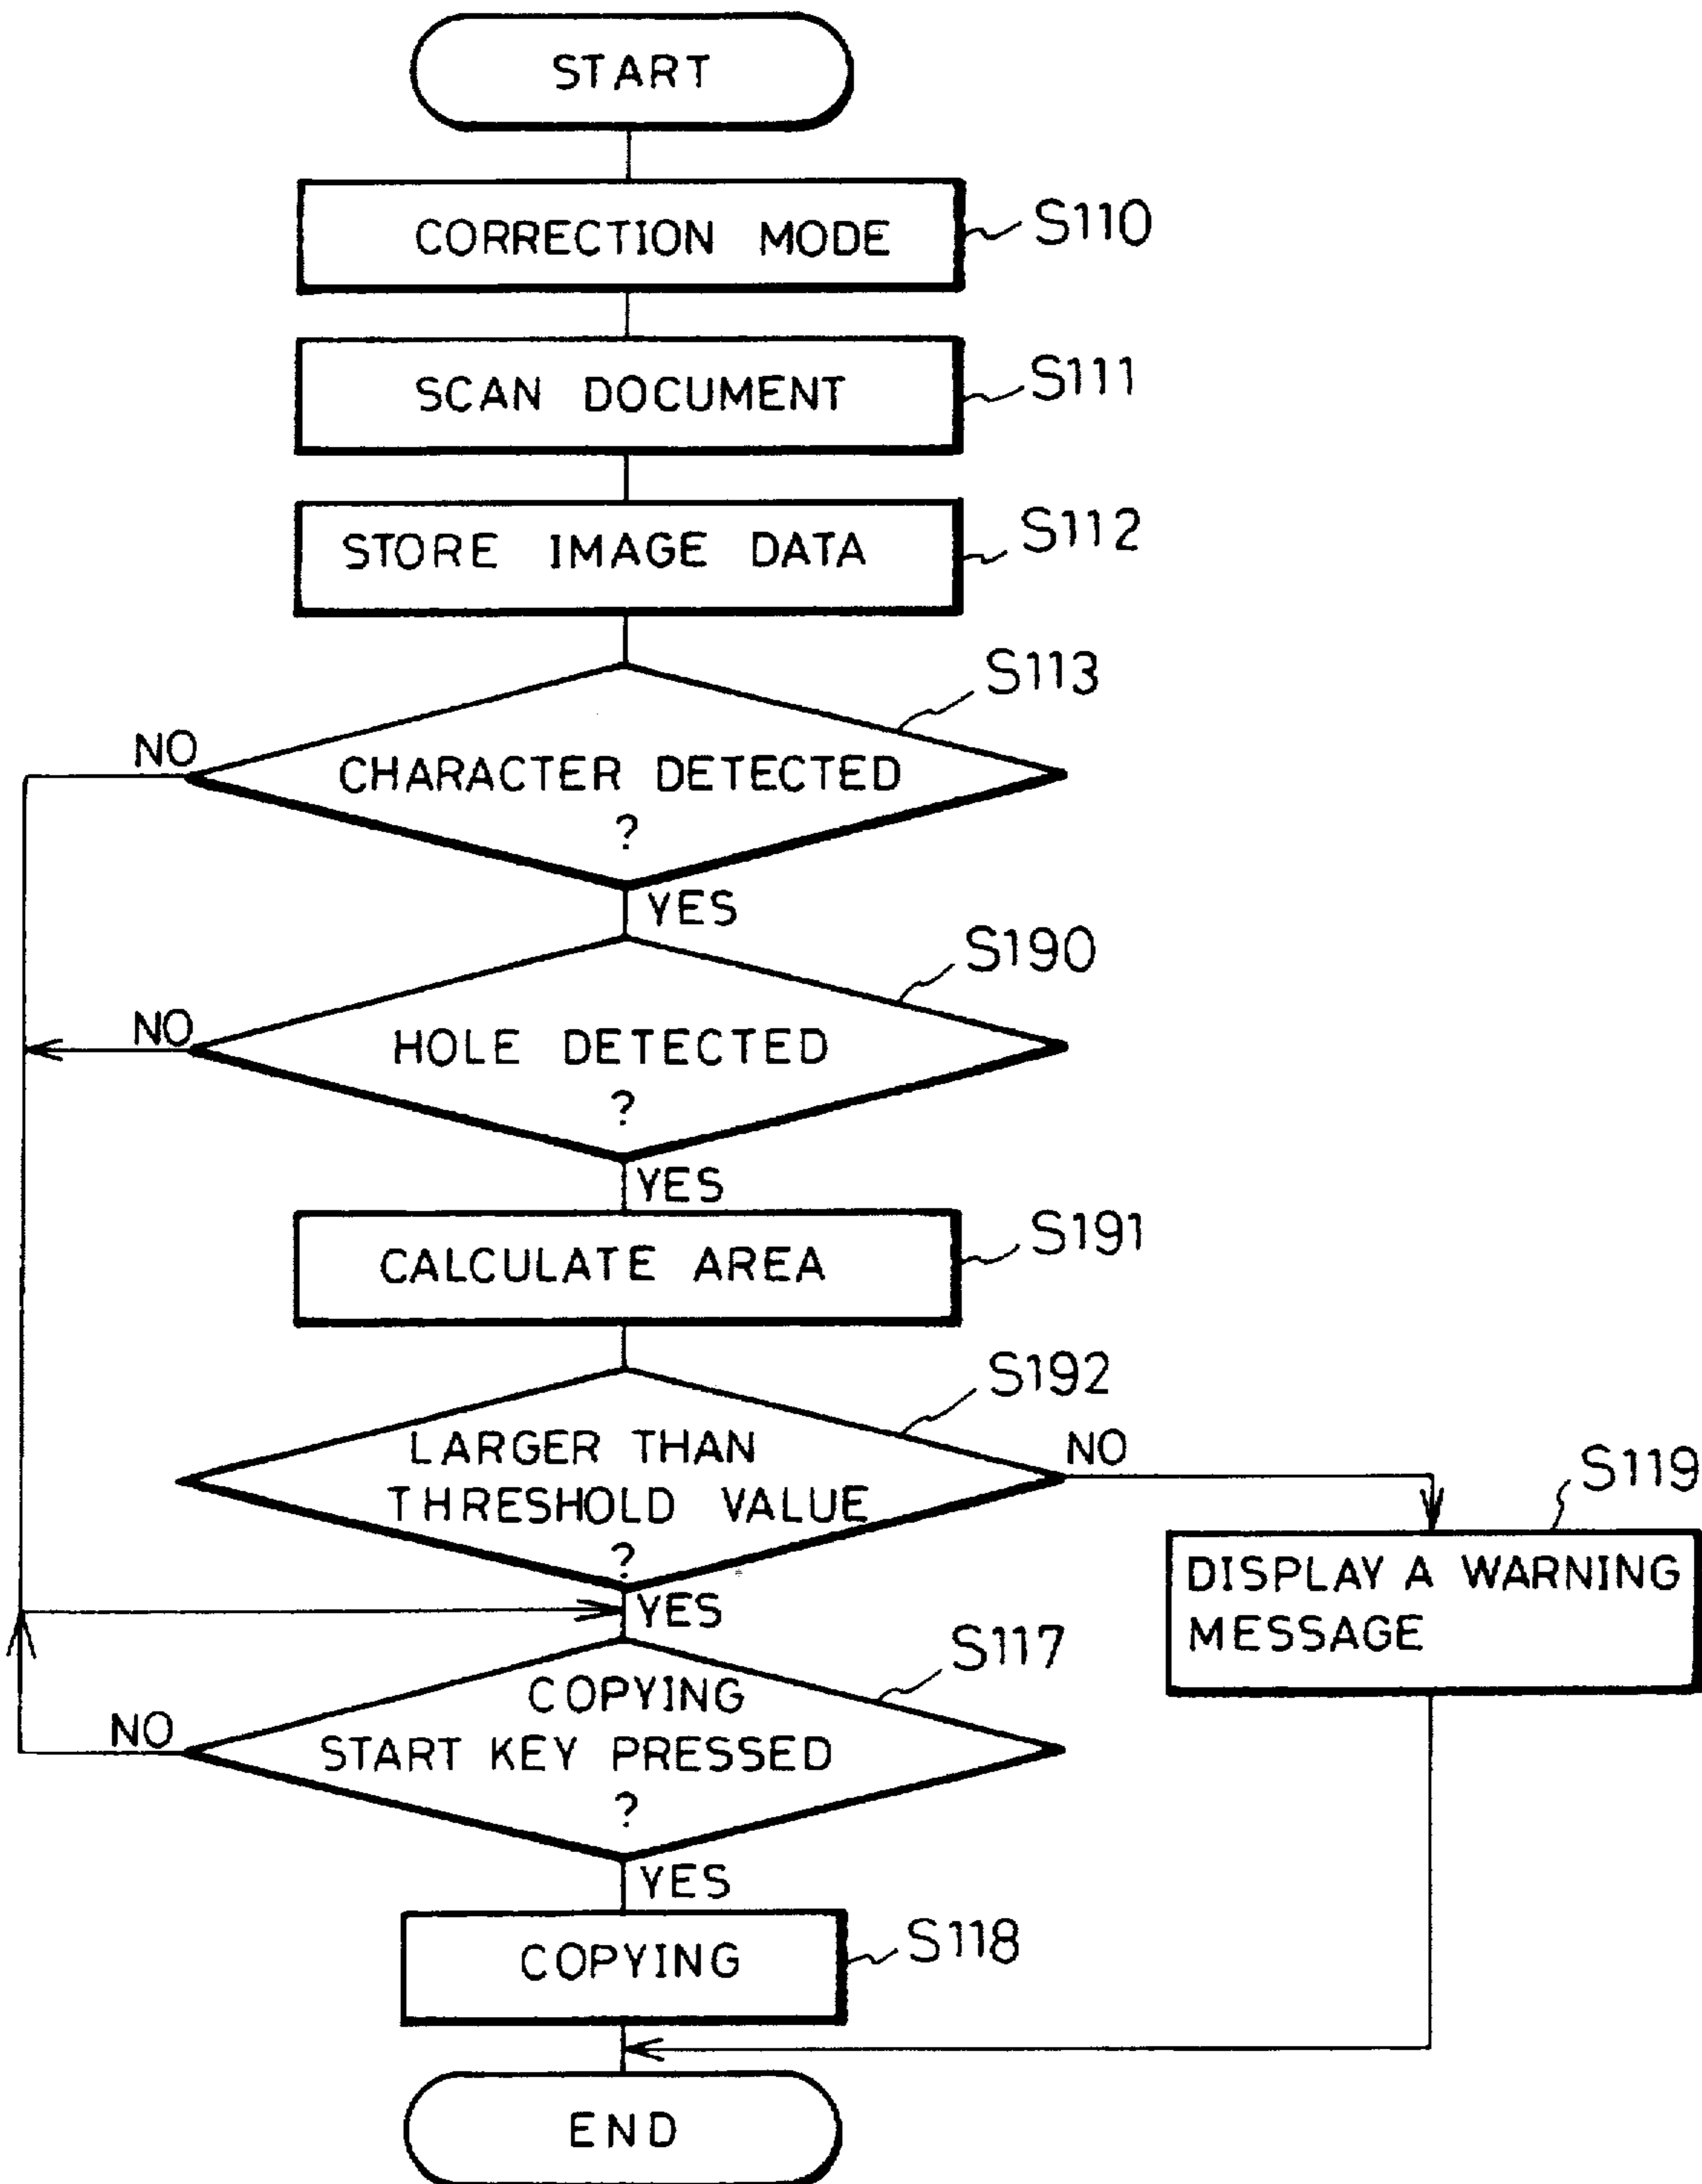 START
CORRECTION MODE
S110
SCAN DOCUMENT
S111
STORE IMAGE DATA
S112
S113
NO
CHARACTER DETECTED
?
YES
S190
NO
HOLE DETECTED
?
YES
CALCULATE AREA
S191
S192
LARGER THAN
THRESHOLD VALUE
?
NO
S119
DISPLAY A WARNING
MESSAGE
YES
S117
COPYING
START KEY PRESSED
?
NO
YES
COPYING
S118
END